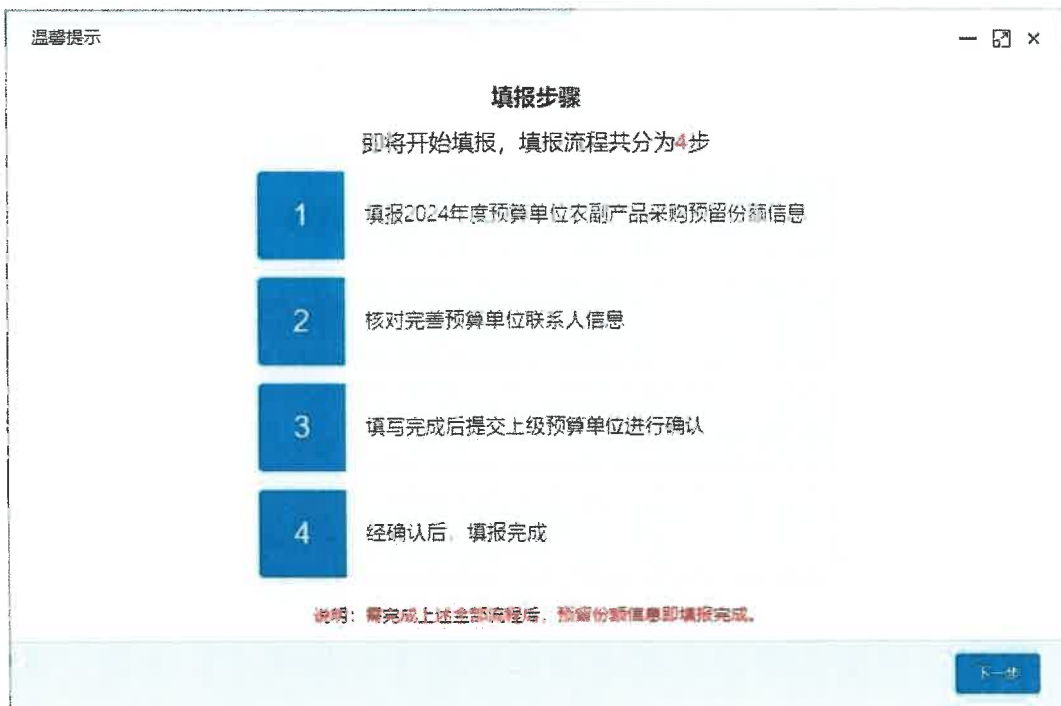 温馨提示
填报步骤
即将开始填报，填报流程共分为4步
1
填报2024年度预算单位农副产品采购预留份额信息
2
核对完善预算单位联系人信息
3
填写完成后提交上级预算单位进行确认
4
经确认后，填报完成
说明：需完成上述全部流程后，预留份额信息即填报完成。
下一步